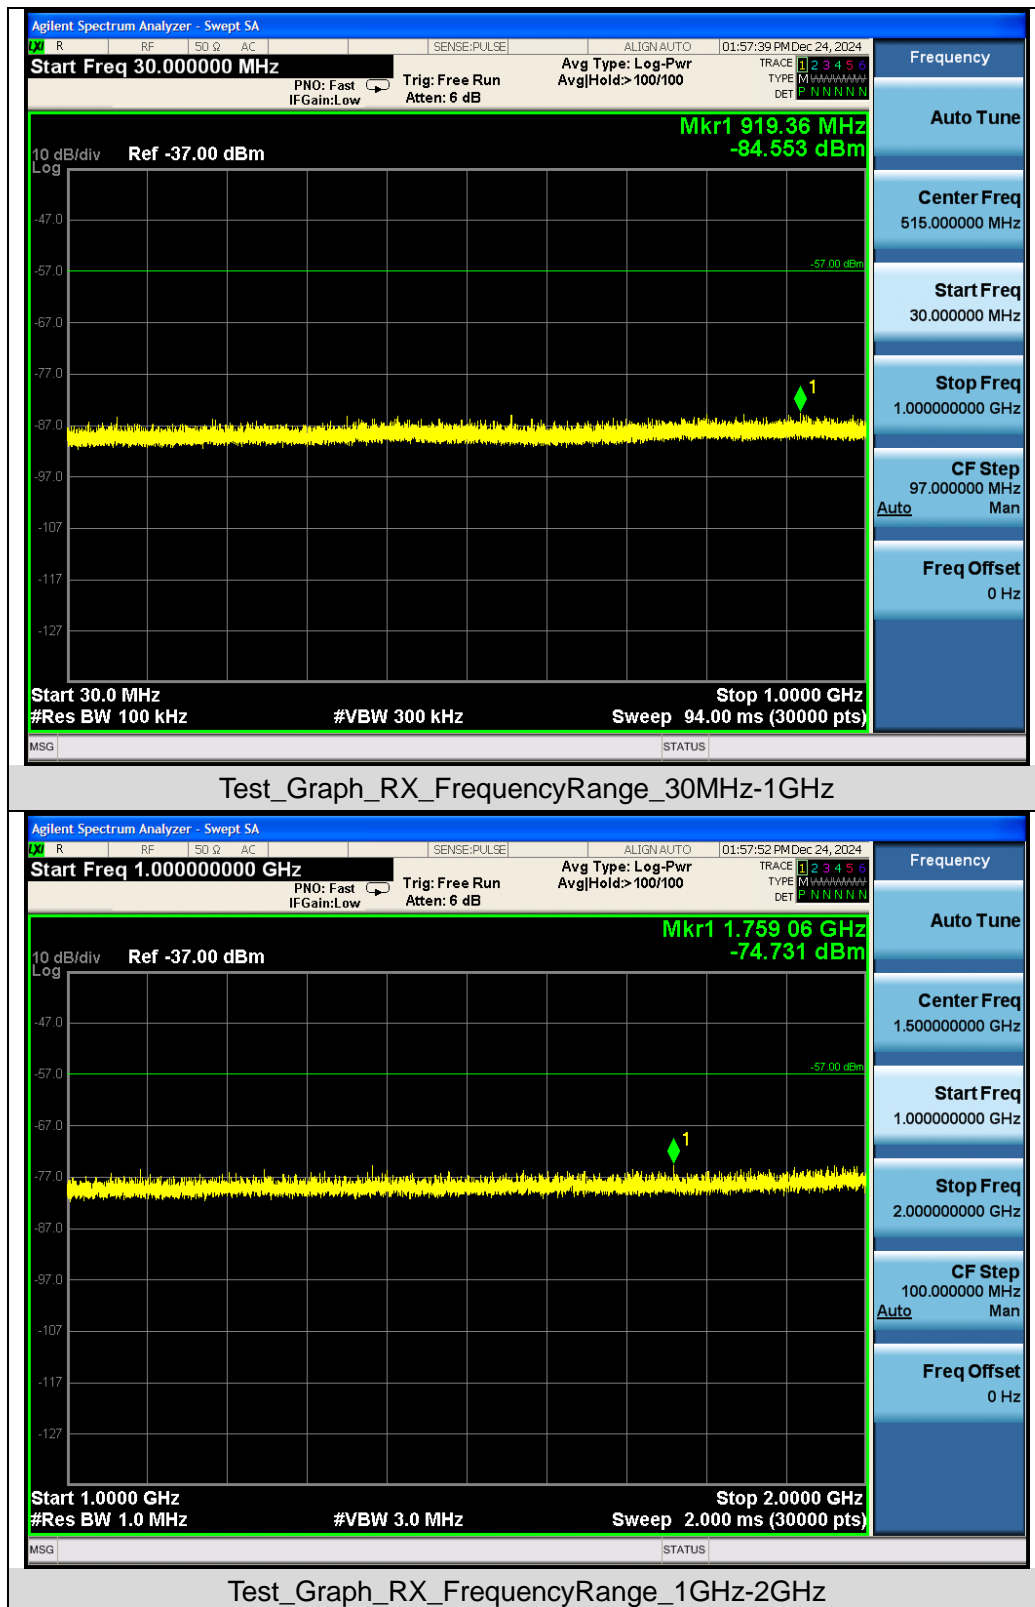 Agilent Spectrum Analyzer - Swept SA
LXI R RF 50 Ω AC SENSE:PULSE ALIGN AUTO 01:57:39 PM Dec 24, 2024
Start Freq 30.000000 MHz
PNO: Fast
IFGain:Low
Trig: Free Run
Atten: 6 dB
Avg Type: Log-Pwr
Avg|Hold:>100/100
TRACE 1 2 3 4 5 6
TYPE M W W W W W
DET P N N N N N
Mkr1 919.36 MHz
-84.553 dBm
10 dB/div
Log
Ref -37.00 dBm
-47.0
-57.0
-57.00 dBm
-67.0
-77.0
1
-87.0
-97.0
-107
-117
-127
Start 30.0 MHz
Stop 1.0000 GHz
#Res BW 100 kHz
#VBW 300 kHz
Sweep 94.00 ms (30000 pts)
MSG
STATUS
Frequency
Auto Tune
Center Freq
515.000000 MHz
Start Freq
30.000000 MHz
Stop Freq
1.000000000 GHz
CF Step
97.000000 MHz
Auto Man
Freq Offset
0 Hz
Test_Graph_RX_FrequencyRange_30MHz-1GHz
Agilent Spectrum Analyzer - Swept SA
LXI R RF 50 Ω AC SENSE:PULSE ALIGN AUTO 01:57:52 PM Dec 24, 2024
Start Freq 1.000000000 GHz
PNO: Fast
IFGain:Low
Trig: Free Run
Atten: 6 dB
Avg Type: Log-Pwr
Avg|Hold:>100/100
TRACE 1 2 3 4 5 6
TYPE M W W W W W
DET P N N N N N
Mkr1 1.759 06 GHz
-74.731 dBm
10 dB/div
Log
Ref -37.00 dBm
-47.0
-57.0
-57.00 dBm
-67.0
1
-77.0
-87.0
-97.0
-107
-117
-127
Start 1.0000 GHz
Stop 2.0000 GHz
#Res BW 1.0 MHz
#VBW 3.0 MHz
Sweep 2.000 ms (30000 pts)
MSG
STATUS
Frequency
Auto Tune
Center Freq
1.500000000 GHz
Start Freq
1.000000000 GHz
Stop Freq
2.000000000 GHz
CF Step
100.000000 MHz
Auto Man
Freq Offset
0 Hz
Test_Graph_RX_FrequencyRange_1GHz-2GHz